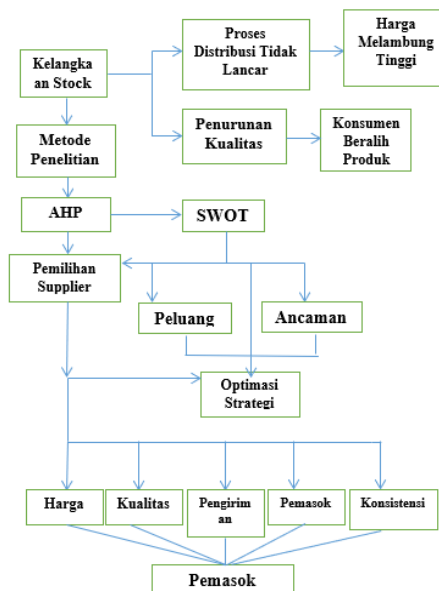 Proses
Distribusi Tidak
Lancar
Harga
Melambung
Tinggi
Kelangka
an Stock
Penurunan
Kualitas
Konsumen
Beralih
Produk
Metode
Penelitian
AHP
SWOT
Pemilihan
Supplier
Peluang
Ancaman
Optimasi
Strategi
Harga
Kualitas
Pengirim
an
Pemasok
Konsistensi
Pemasok